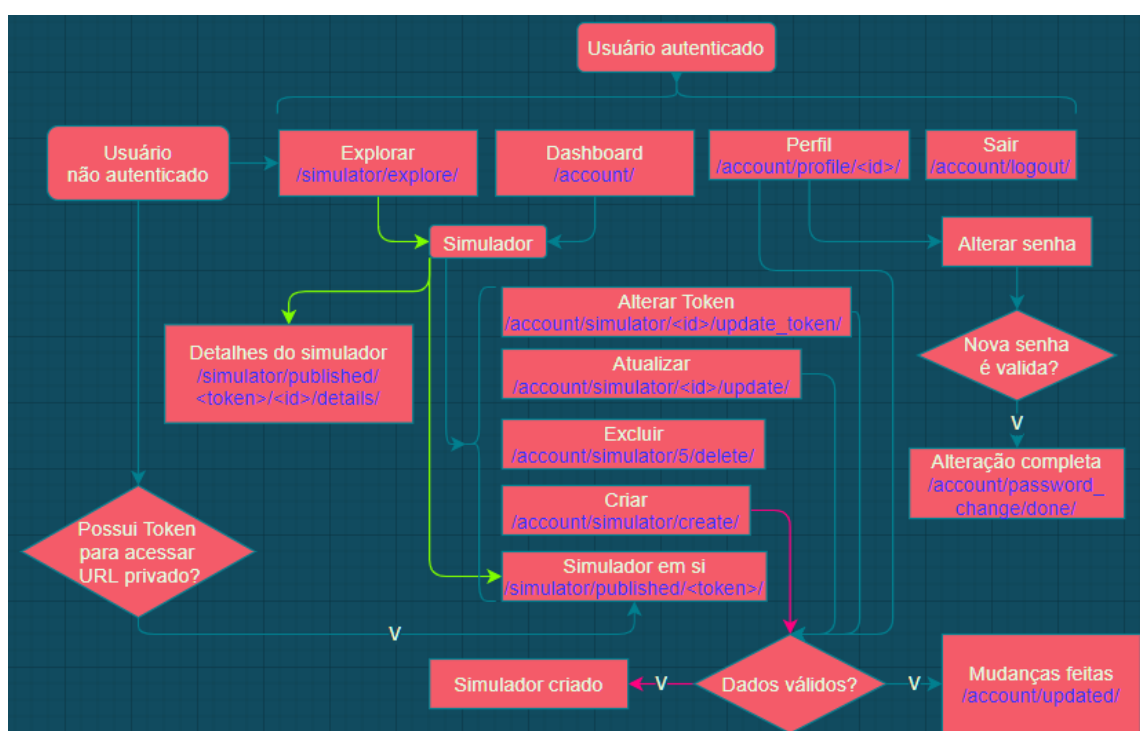 Usuário autenticado
Usuário
não autenticado
Explorar
/simulator/explore/
Dashboard
/account/
Perfil
/account/profile/<id>/
Sair
/account/logout/
Simulador
Alterar senha
Detalhes do simulador
/simulator/published/
<token>/<id>/details/
Alterar Token
/account/simulator/<id>/update_token/
Atualizar
/account/simulator/<id>/update/
Excluir
/account/simulator/5/delete/
Criar
/account/simulator/create/
Simulador em si
/simulator/published/<token>/
Nova senha
é valida?
V
Alteração completa
/account/password_
change/done/
Possui Token
para acessar
URL privado?
V
Simulador criado
V
Dados válidos?
V
Mudanças feitas
/account/updated/